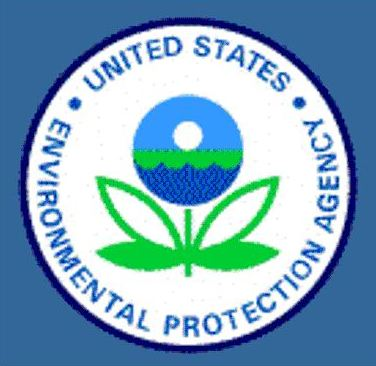 UNITED STATES
ENVIRONMENTAL PROTECTION AGENCY